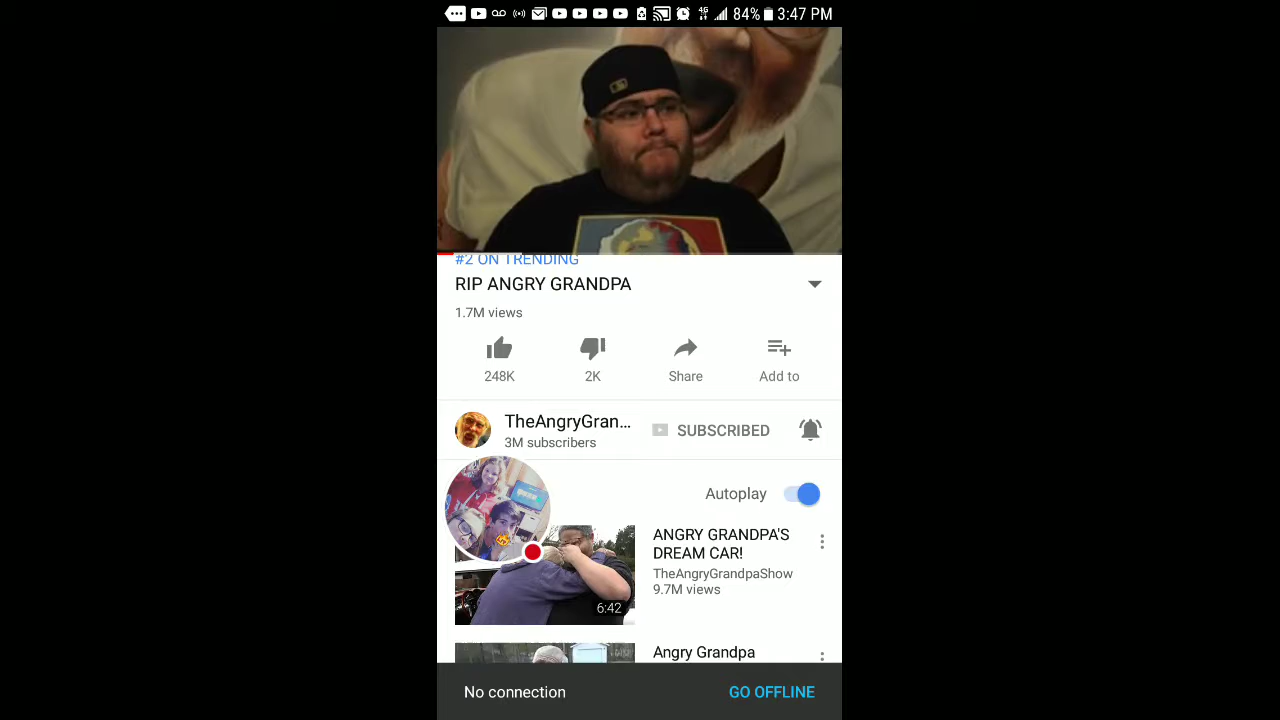 4G 84% 3:47 PM
#2 ON TRENDING
RIP ANGRY GRANDPA
1.7M views
248K 2K Share Add to
TheAngryGran... SUBSCRIBED
3M subscribers
Autoplay
ANGRY GRANDPA'S
DREAM CAR!
TheAngryGrandpaShow
9.7M views
6:42
Angry Grandpa
No connection GO OFFLINE